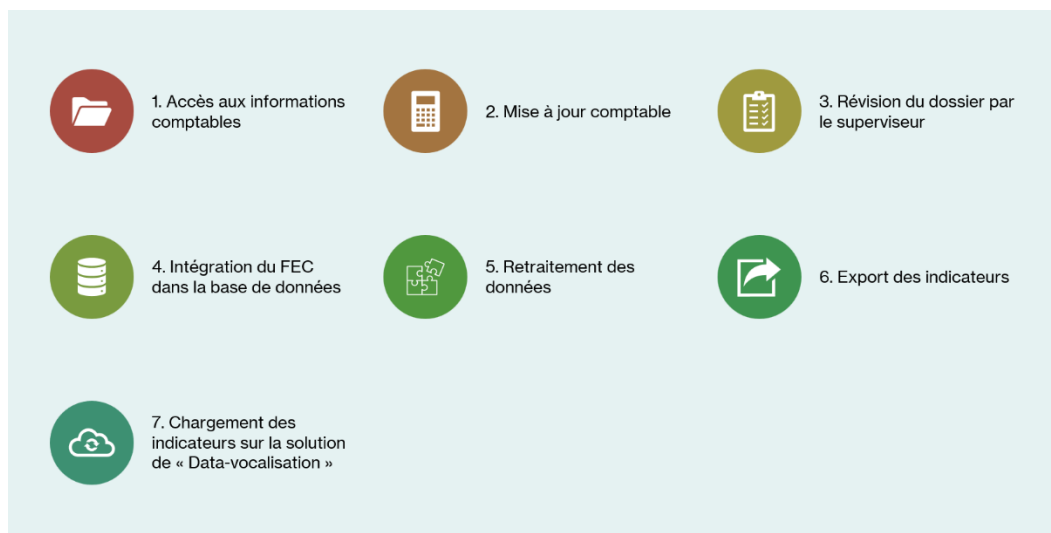 1. Accès aux informations
comptables
2. Mise à jour comptable
3. Révision du dossier par
le superviseur
4. Intégration du FEC
dans la base de données
5. Retraitement des
données
6. Export des indicateurs
7. Chargement des
indicateurs sur la solution
de « Data-vocalisation »